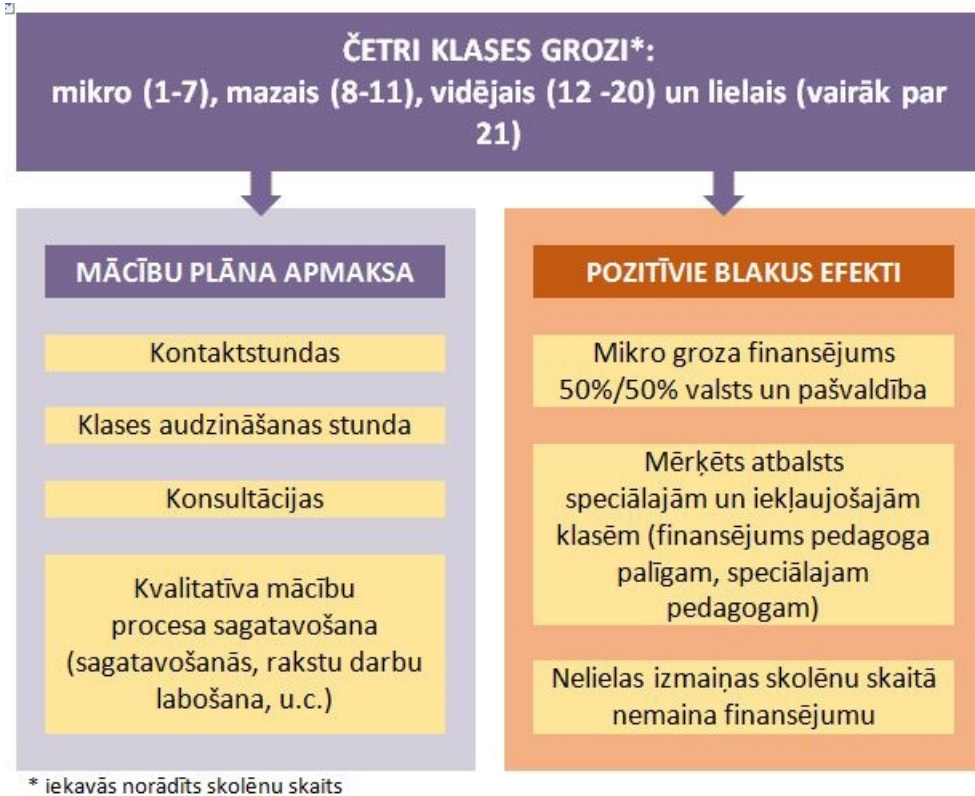 ČETRI KLASES GROZI*:
mikro (1-7), mazais (8-11), vidējais (12 -20) un lielais (vairāk par
21)
MĀCĪBU PLĀNA APMAKSA
Kontaktstundas
Klases audzināšanas stunda
Konsultācijas
Kvalitatīva mācību
procesa sagatavošana
(sagatavošanās, rakstu darbu
labošana, u.c.)
POZITĪVIE BLAKUS EFEKTI
Mikro groza finansējums
50%/50% valsts un pašvaldība
Mērķēts atbalsts
speciālajām un iekļaujošajām
klasēm (finansējums pedagoga
palīgam, speciālajam
pedagogam)
Nelielas izmaiņas skolēnu skaitā
nemaina finansējumu
* iekavās norādīts skolēnu skaits